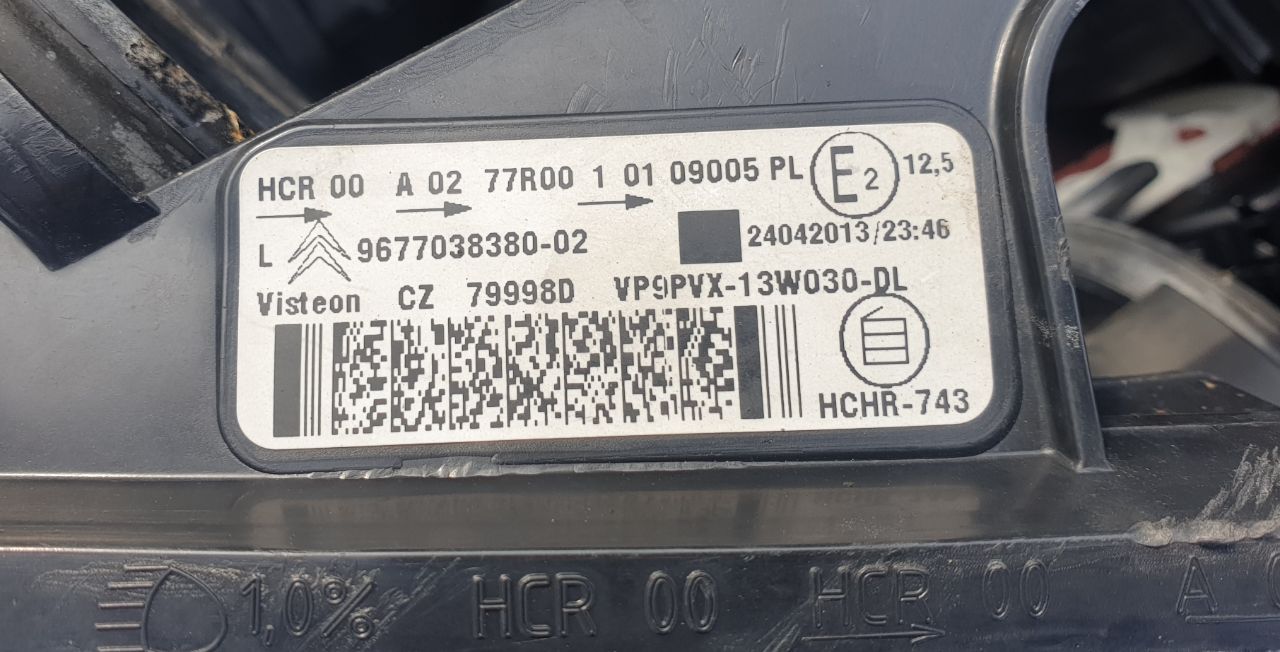 HCR 00 A 02 77R00 1 01 09005 PL E2 12,5
L 9677038380-02 24042013/23:46
Visteon CZ 79998D VP9PVX-13W030-DL
HCHR-743
1,0% HCR 00 HCR 00 A